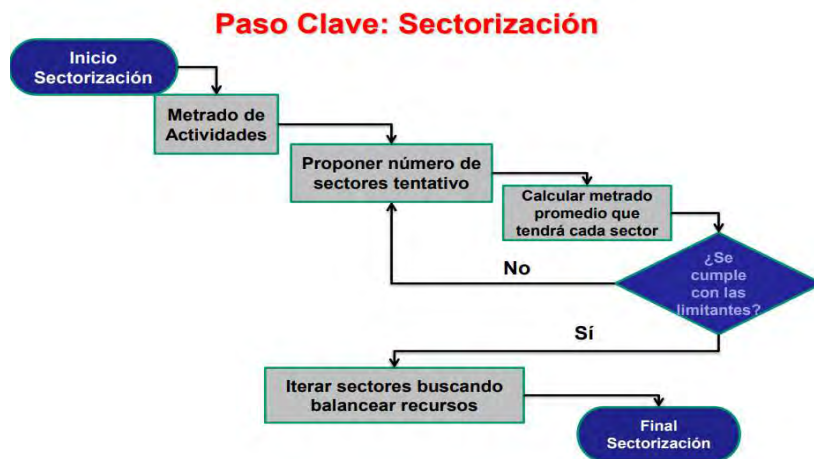 Paso Clave: Sectorización
Inicio
Sectorización
Metrado de
Actividades
Proponer número de
sectores tentativo
Calcular metrado
promedio que
tendrá cada sector
¿Se
cumple
con las
limitantes?
No
Sí
Iterar sectores buscando
balancear recursos
Final
Sectorización